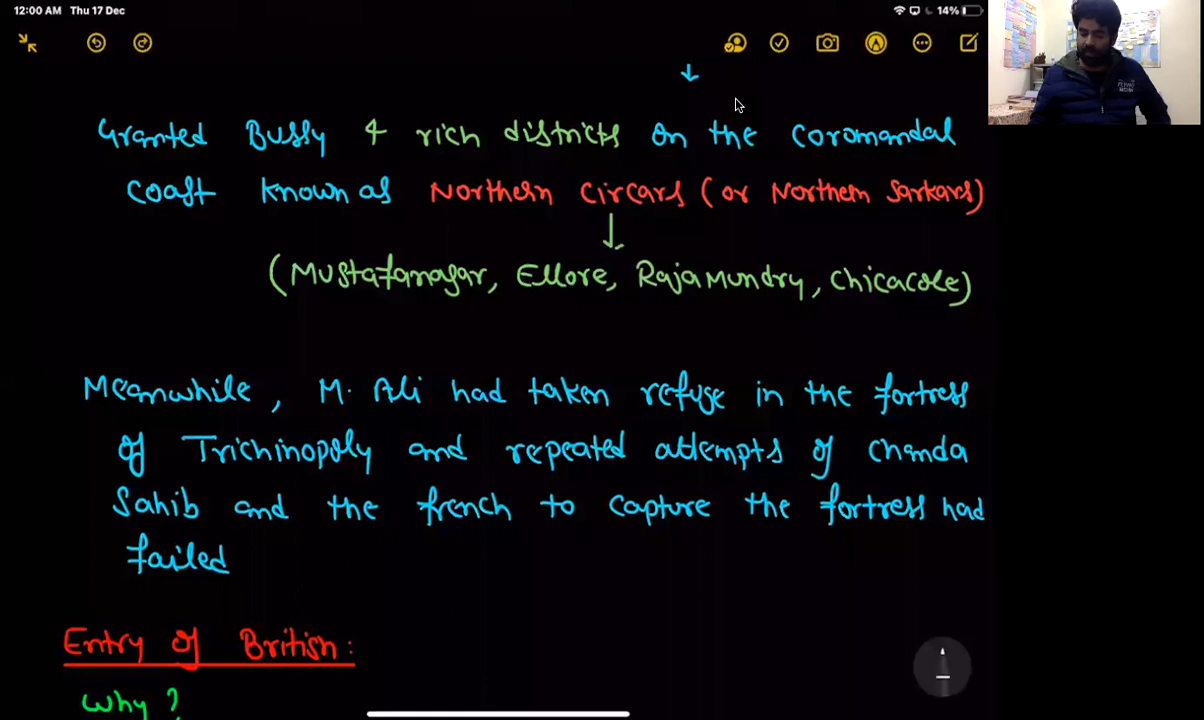 12:00 AM Thu 17 Dec
14%
Granted Bussy 4 rich districts on the coromandal
coast known as Northern Circars (or Northern Sarkars)
(Mustafanagar, Ellore, Rajamundry, Chicacole)
Meanwhile, M. Ali had taken refuge in the fortress
of Trichinopoly and repeated attempts of Chanda
Sahib and the french to capture the fortress had
failed
Entry of British:
Why?